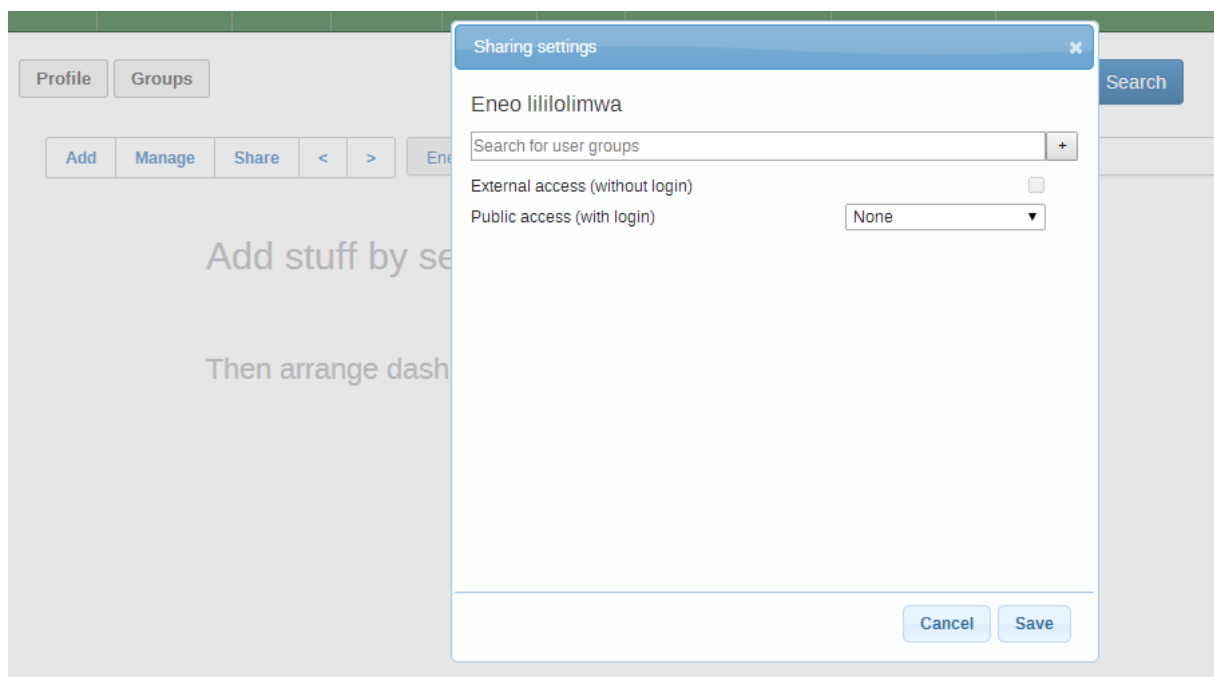 Sharing settings
Profile Groups
Search
Eneo lililolimwa
Search for user groups +
Add Manage Share < > Ene
External access (without login)
Public access (with login) None
Add stuff by se
Then arrange dash
Cancel Save